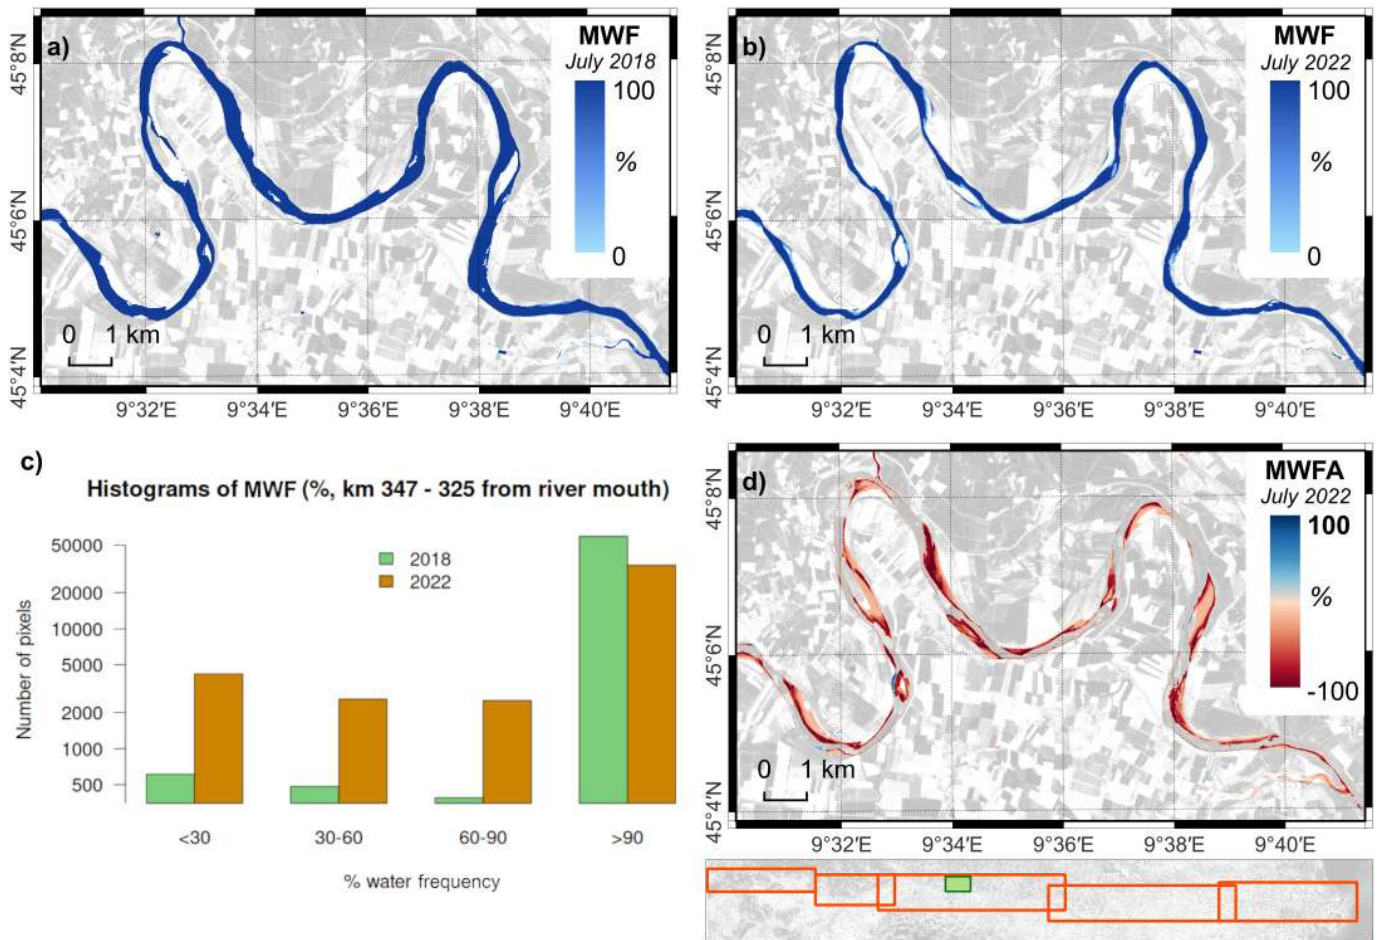 a)
MWF
July 2018
100
%
0
45°8'N
45°6'N
45°4'N
0 1 km
9°32'E 9°34'E 9°36'E 9°38'E 9°40'E
b)
MWF
July 2022
100
%
0
45°8'N
45°6'N
45°4'N
0 1 km
9°32'E 9°34'E 9°36'E 9°38'E 9°40'E
c)
Histograms of MWF (%, km 347 - 325 from river mouth)
Number of pixels
50000
20000
10000
5000
2000
1000
500
2018
2022
<30 30-60 60-90 >90
% water frequency
d)
MWFA
July 2022
100
%
-100
45°8'N
45°6'N
45°4'N
0 1 km
9°32'E 9°34'E 9°36'E 9°38'E 9°40'E